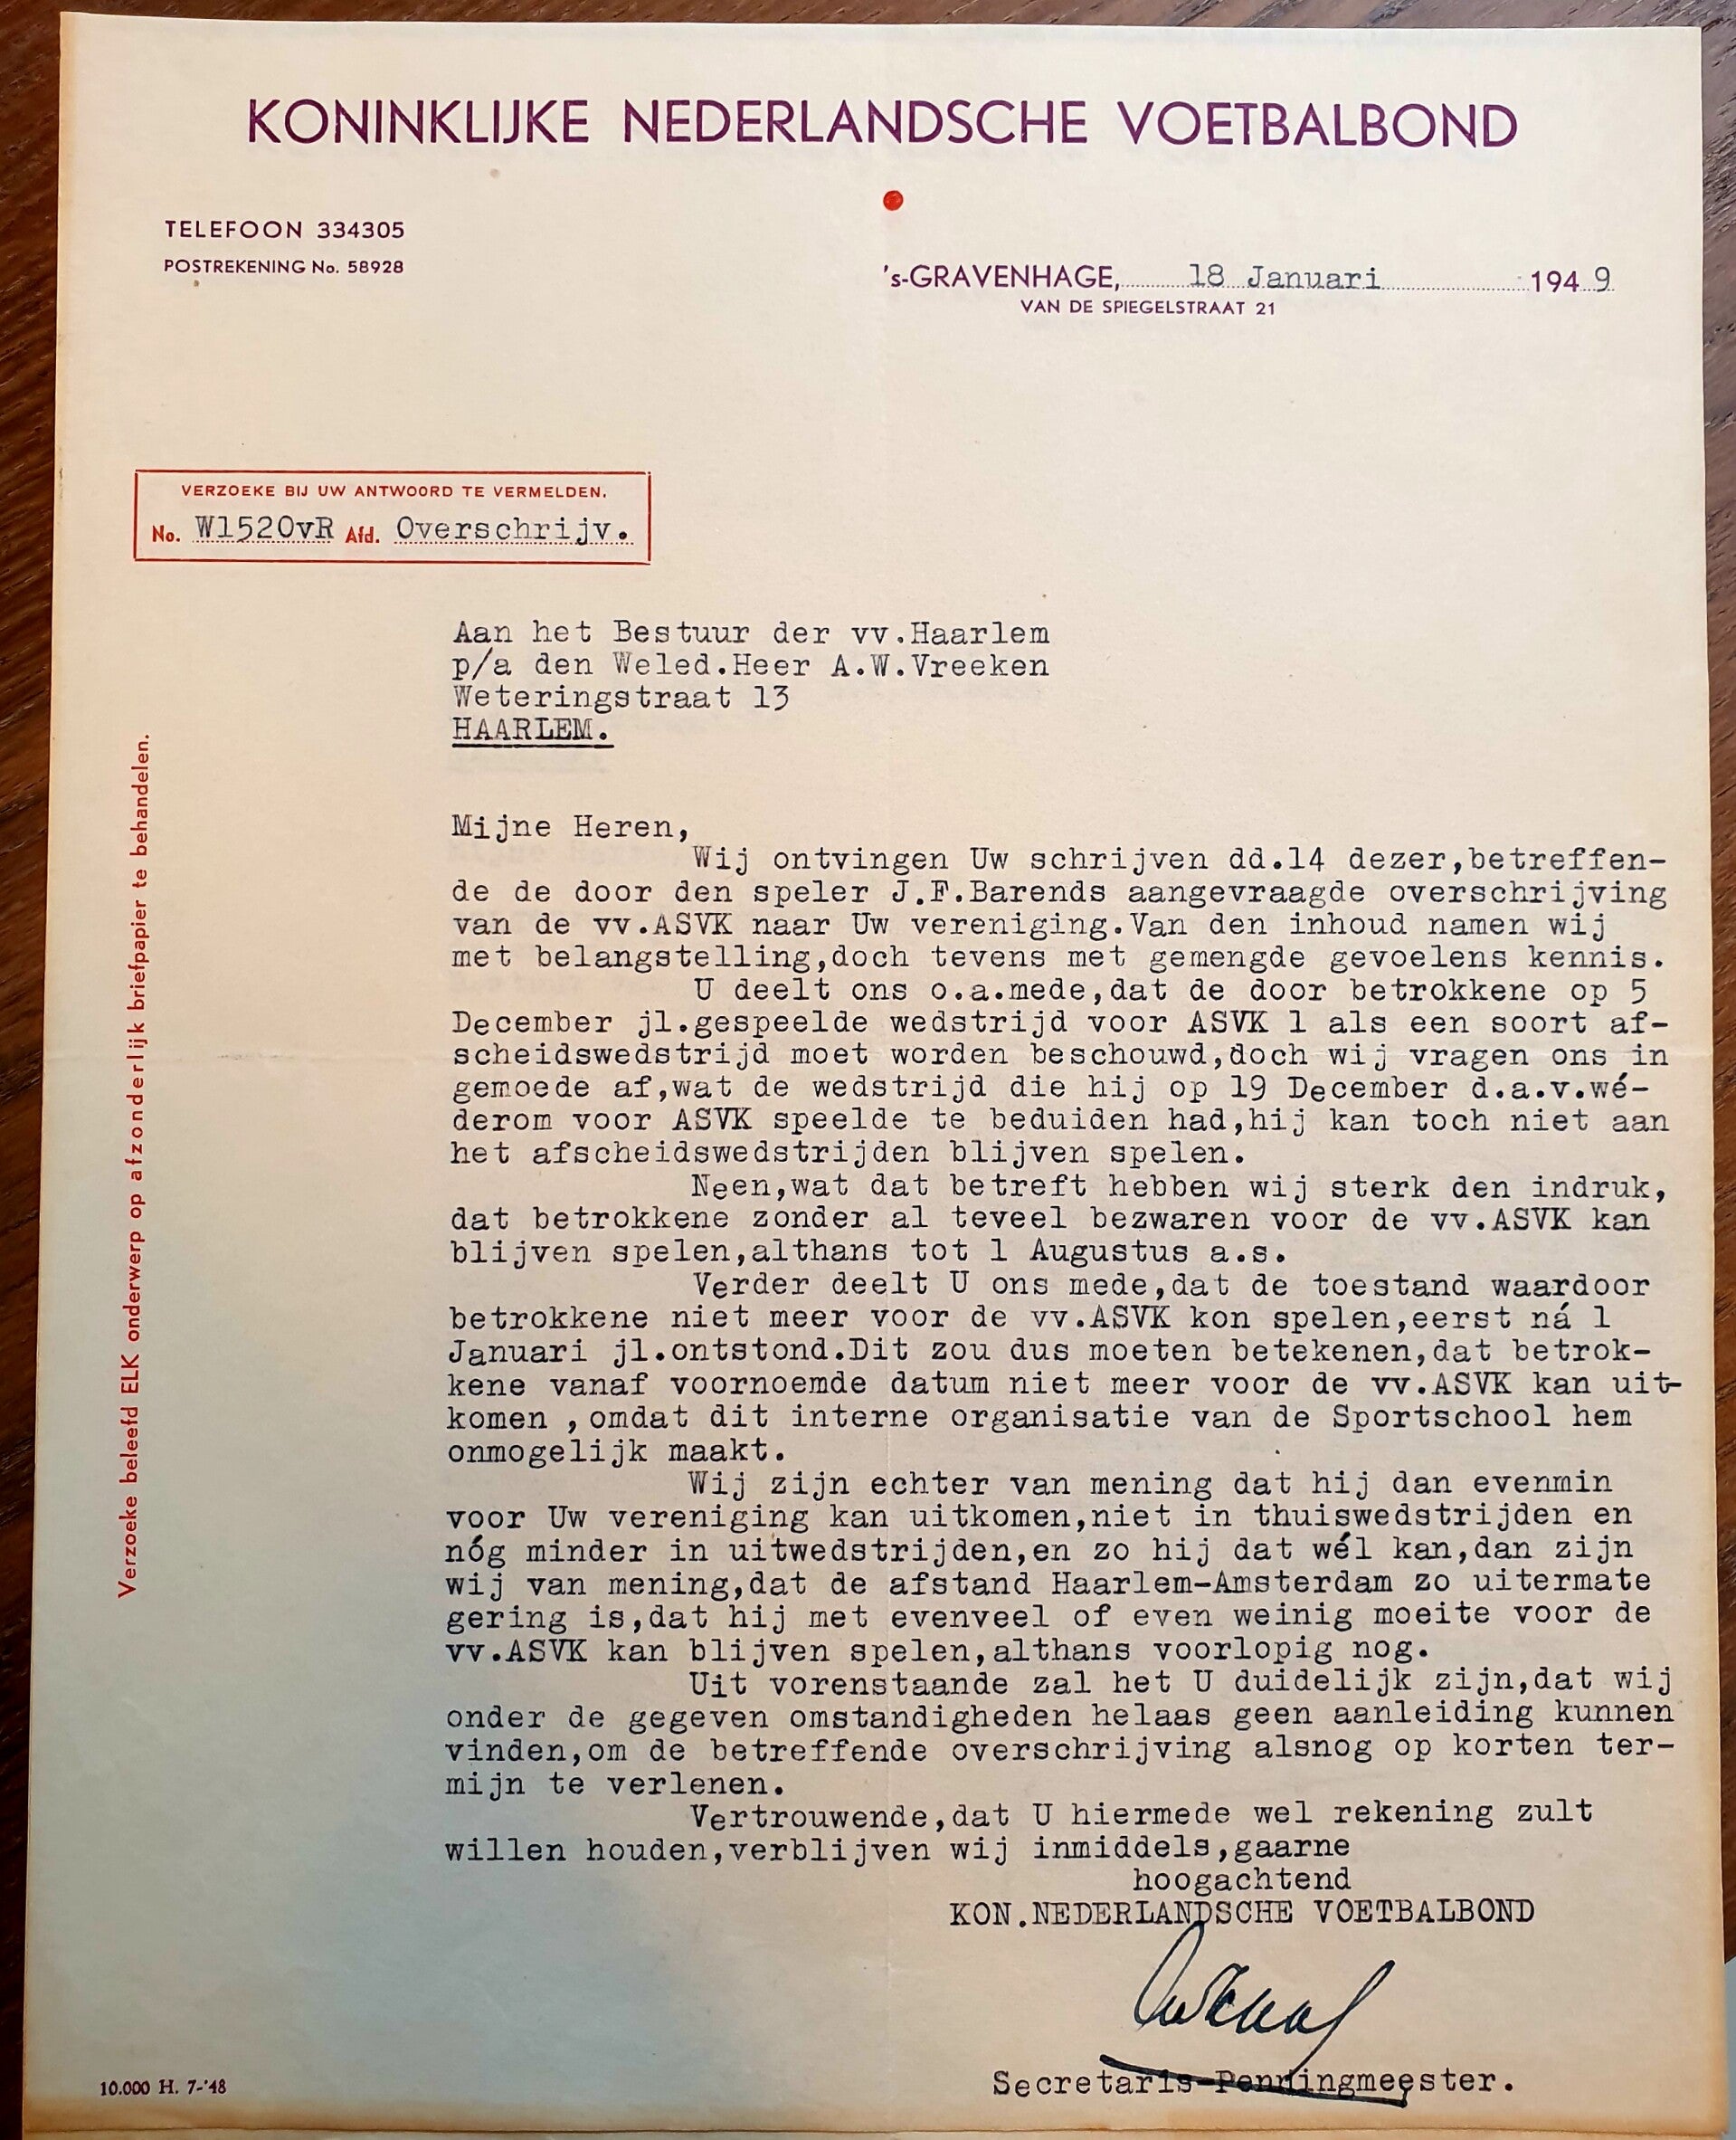 KONINKLIJKE NEDERLANDSCHE VOETBALBOND
TELEFOON 334305
POSTREKENING No. 58928
's-GRAVENHAGE, 18 Januari 1949
VAN DE SPIEGELSTRAAT 21
VERZOEKE BIJ UW ANTWOORD TE VERMELDEN.
No. W1520vR Afd. Overschrijv.
Aan het Bestuur der vv.Haarlem
p/a den Weled.Heer A.W.Vreeken
Weteringstraat 13
HAARLEM.
Verzoeke beleefd ELK onderwerp op afzonderlijk briefpapier te behandelen.
Mijne Heren,
Wij ontvingen Uw schrijven dd.14 dezer,betreffen-
de de door den speler J.F.Barends aangevraagde overschrijving
van de vv.ASVK naar Uw vereniging.Van den inhoud namen wij
met belangstelling,doch tevens met gemengde gevoelens kennis.
U deelt ons o.a.mede,dat de door betrokkene op 5
December jl.gespeelde wedstrijd voor ASVK 1 als een soort af-
scheidswedstrijd moet worden beschouwd,doch wij vragen ons in
gemoede af,wat de wedstrijd die hij op 19 December d.a.v.wé-
derom voor ASVK speelde te beduiden had,hij kan toch niet aan
het afscheidswedstrijden blijven spelen.
Neen,wat dat betreft hebben wij sterk den indruk,
dat betrokkene zonder al teveel bezwaren voor de vv.ASVK kan
blijven spelen,althans tot 1 Augustus a.s.
Verder deelt U ons mede,dat de toestand waardoor
betrokkene niet meer voor de vv.ASVK kon spelen,eerst ná 1
Januari jl.ontstond.Dit zou dus moeten betekenen,dat betrok-
kene vanaf voornoemde datum niet meer voor de vv.ASVK kan uit-
komen ,omdat dit interne organisatie van de Sportschool hem
onmogelijk maakt.
Wij zijn echter van mening dat hij dan evenmin
voor Uw vereniging kan uitkomen,niet in thuiswedstrijden en
nóg minder in uitwedstrijden,en zo hij dat wél kan,dan zijn
wij van mening,dat de afstand Haarlem-Amsterdam zo uitermate
gering is,dat hij met evenveel of even weinig moeite voor de
vv.ASVK kan blijven spelen,althans voorlopig nog.
Uit vorenstaande zal het U duidelijk zijn,dat wij
onder de gegeven omstandigheden helaas geen aanleiding kunnen
vinden,om de betreffende overschrijving alsnog op korten ter-
mijn te verlenen.
Vertrouwende,dat U hiermede wel rekening zult
willen houden,verblijven wij inmiddels,gaarne
hoogachtend
KON.NEDERLANDSCHE VOETBALBOND
Secretaris-Penningmeester.
10.000 H. 7-'48